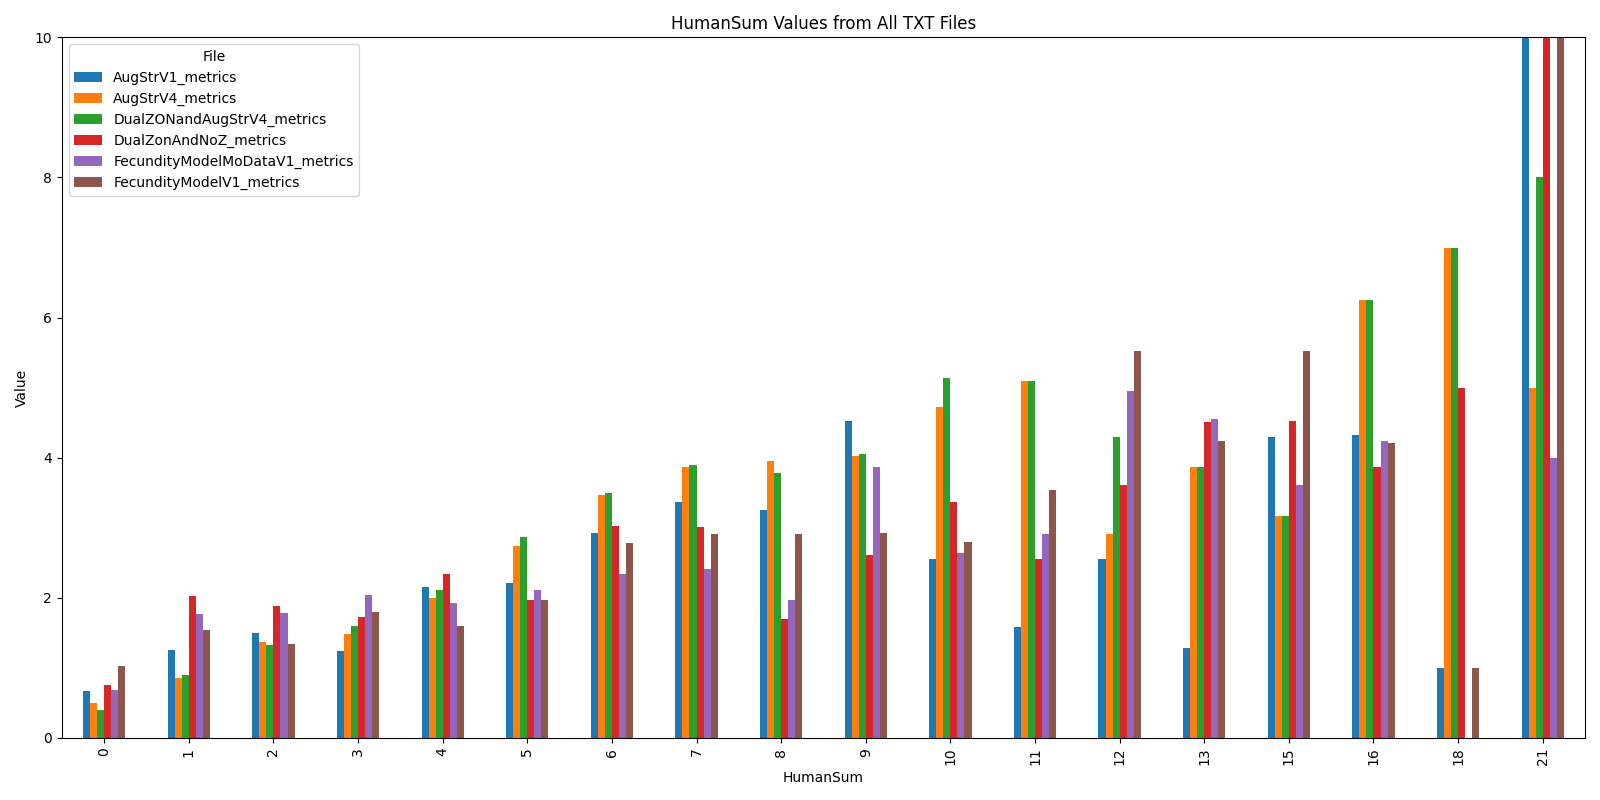 HumanSum Values from All TXT Files
File
AugStrV1_metrics
AugStrV4_metrics
DualZONandAugStrV4_metrics
DualZonAndNoZ_metrics
FecundityModelMoDataV1_metrics
FecundityModelV1_metrics
10
8
6
4
2
0
Value
0 1 2 3 4 5 6 7 8 9 10 11 12 13 15 16 18 21
HumanSum